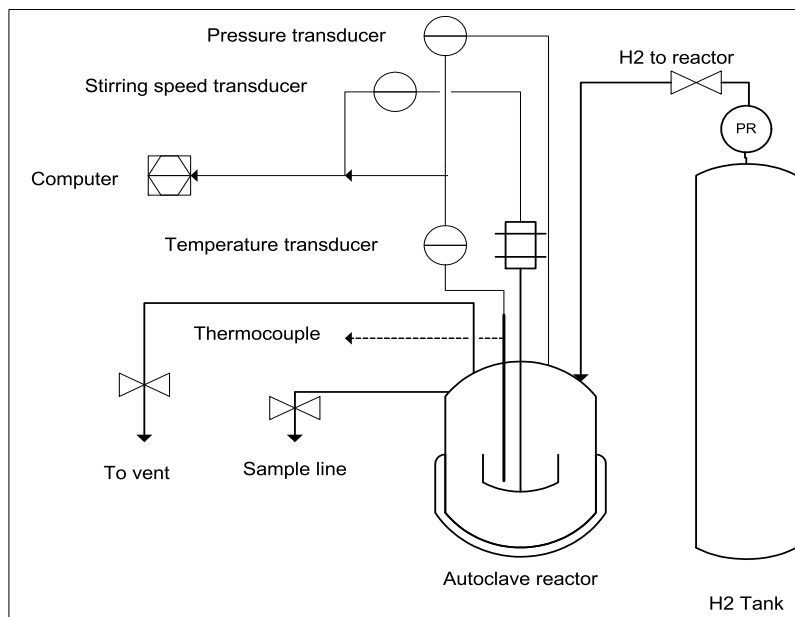 Pressure transducer
H2 to reactor
Stirring speed transducer
PR
Computer
Temperature transducer
Thermocouple
To vent
Sample line
Autoclave reactor
H2 Tank